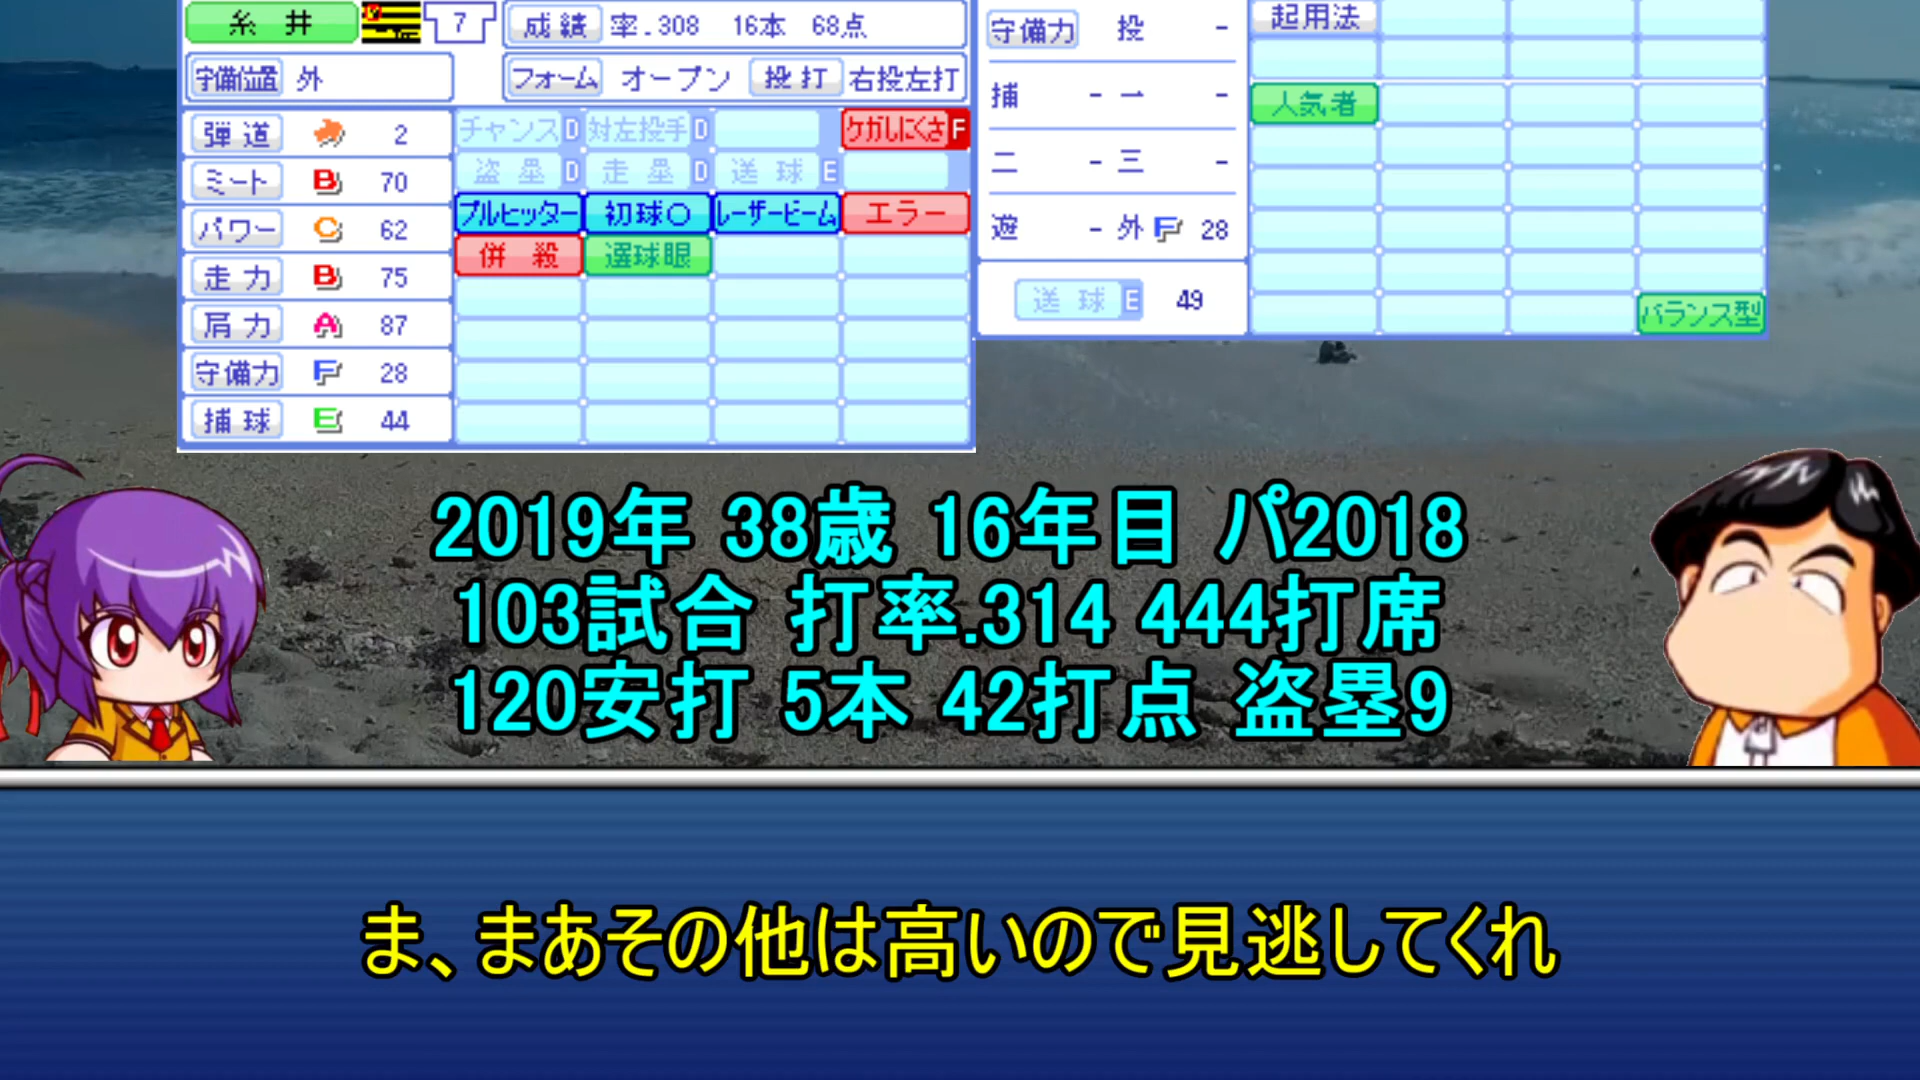 糸井 7 成績 率.308 16本 68点
守備位置 外 フォーム オープン 投打 右投左打
弾道 2 チャンス D 対左投手 D ケガしにくさ F
ミート B 70 盗塁 D 走塁 D 送球 E
パワー C 62 プルヒッター 初球○ レーザービーム エラー
走力 B 75 併殺 選球眼
肩力 A 87
守備力 F 28
捕球 E 44
守備力 投 -
捕 - 一 -
二 - 三 -
遊 - 外 F 28
送球 E 49
起用法
人気者
バランス型
2019年 38歳 16年目 パ2018
103試合 打率.314 444打席
120安打 5本 42打点 盗塁9
ま、まあその他は高いので見逃してくれ